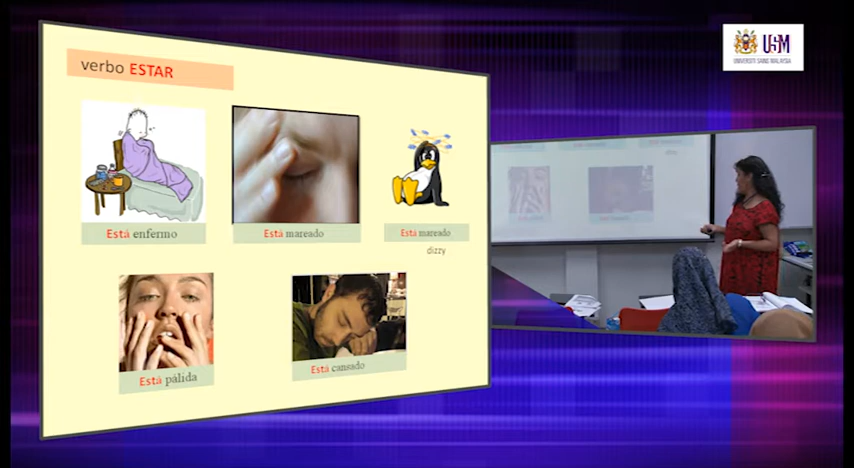 verbo ESTAR
USM
UNIVERSITI SAINS MALAYSIA
Está enfermo
Está mareado
Está mareado
dizzy
Está pálida
Está cansado